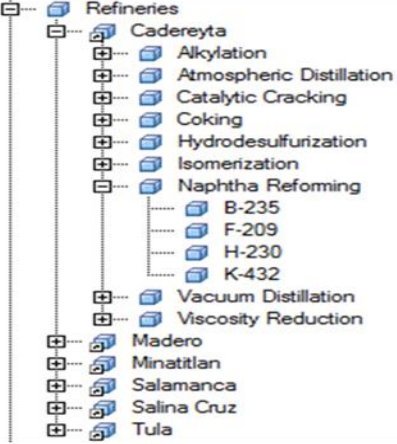 Refineries
Cadereyta
Alkylation
Atmospheric Distillation
Catalytic Cracking
Coking
Hydrodesulfurization
Isomerization
Naphtha Reforming
B-235
F-209
H-230
K-432
Vacuum Distillation
Viscosity Reduction
Madero
Minatitlan
Salamanca
Salina Cruz
Tula